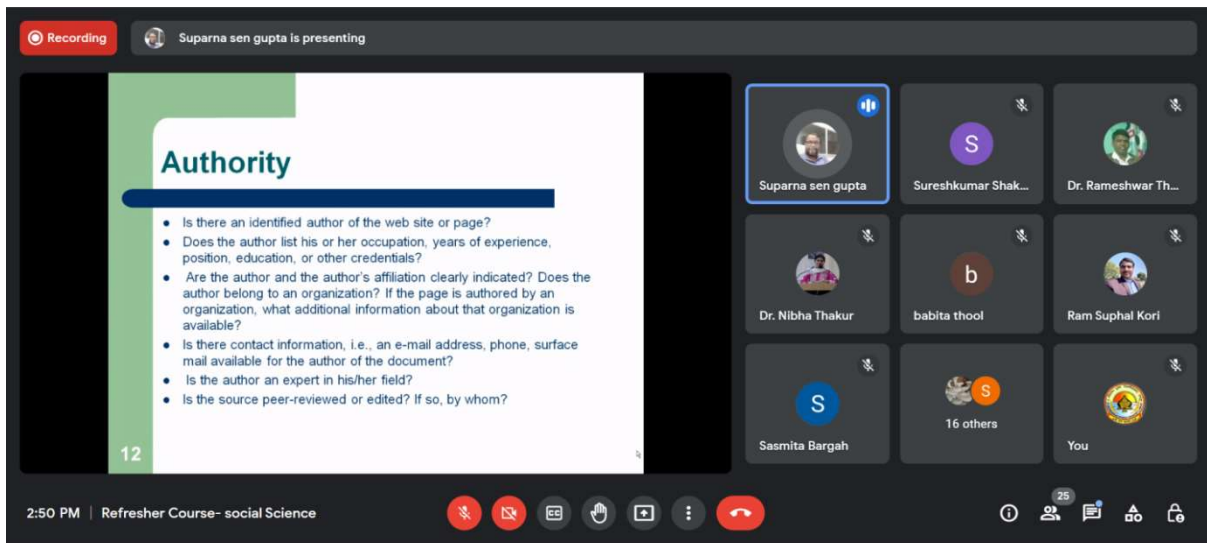 Recording
Suparna sen gupta is presenting
Authority
● Is there an identified author of the web site or page?
● Does the author list his or her occupation, years of experience,
position, education, or other credentials?
● Are the author and the author's affiliation clearly indicated? Does the
author belong to an organization? If the page is authored by an
organization, what additional information about that organization is
available?
● Is there contact information, i.e., an e-mail address, phone, surface
mail available for the author of the document?
● Is the author an expert in his/her field?
● Is the source peer-reviewed or edited? If so, by whom?
12
Suparna sen gupta
S
Sureshkumar Shak...
Dr. Rameshwar Th...
Dr. Nibha Thakur
b
babita thool
Ram Suphal Kori
S
Sasmita Bargah
S
16 others
You
2:50 PM | Refresher Course- social Science
CC
25